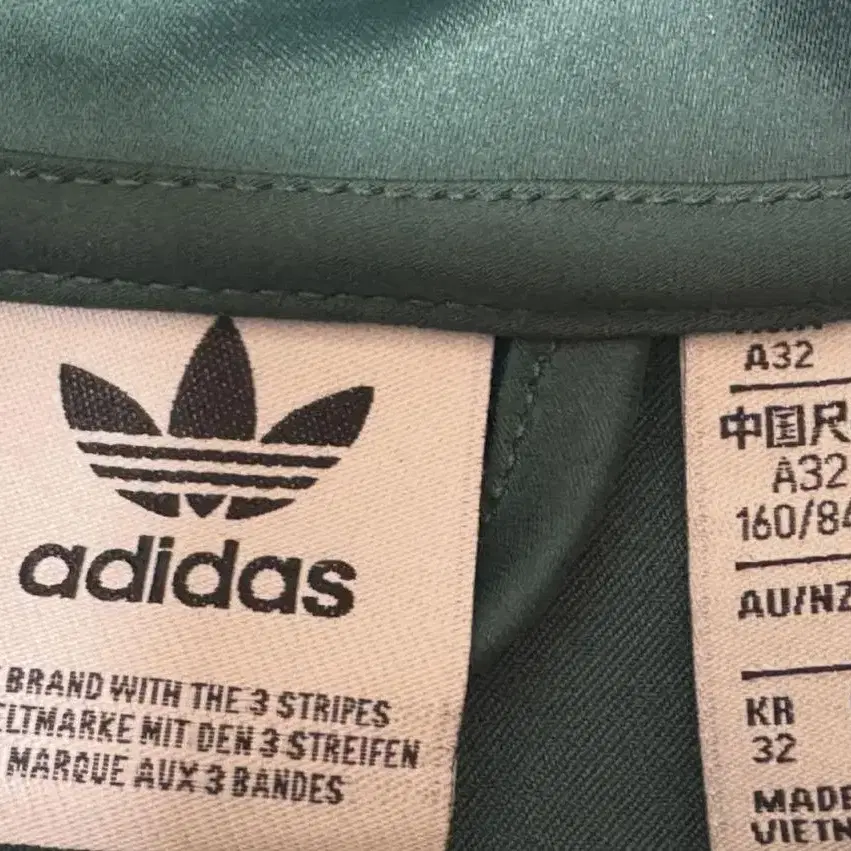 adidas
BRAND WITH THE 3 STRIPES
ELTMARKE MIT DEN 3 STREIFEN
MARQUE AUX 3 BANDES
A32
中国尺
A32
160/84
AU/NZ
KR
32
MADE
VIETN